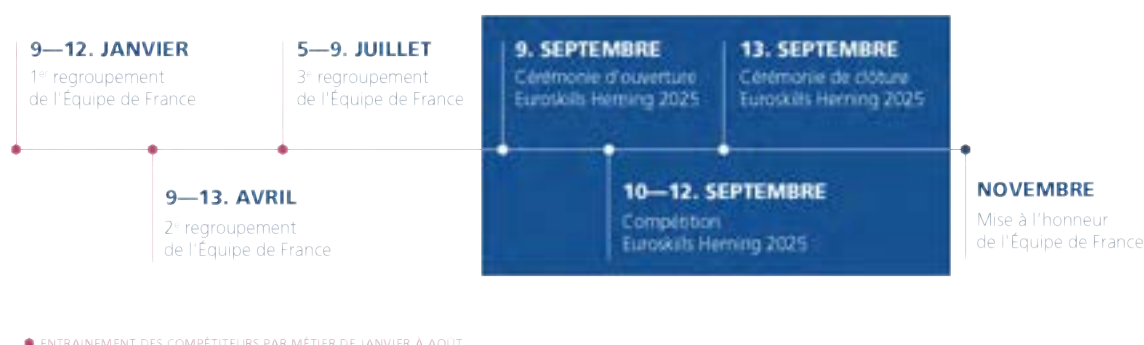 9—12. JANVIER
1er regroupement
de l'Équipe de France
5—9. JUILLET
3e regroupement
de l'Équipe de France
9. SEPTEMBRE
Cérémonie d'ouverture
Euroskills Herning 2025
13. SEPTEMBRE
Cérémonie de clôture
Euroskills Herning 2025
9—13. AVRIL
2e regroupement
de l'Équipe de France
10—12. SEPTEMBRE
Compétition
Euroskills Herning 2025
NOVEMBRE
Mise à l'honneur
de l'Équipe de France
ENTRAINEMENT DES COMPÉTITEURS PAR MÉTIER DE JANVIER À AOÛT